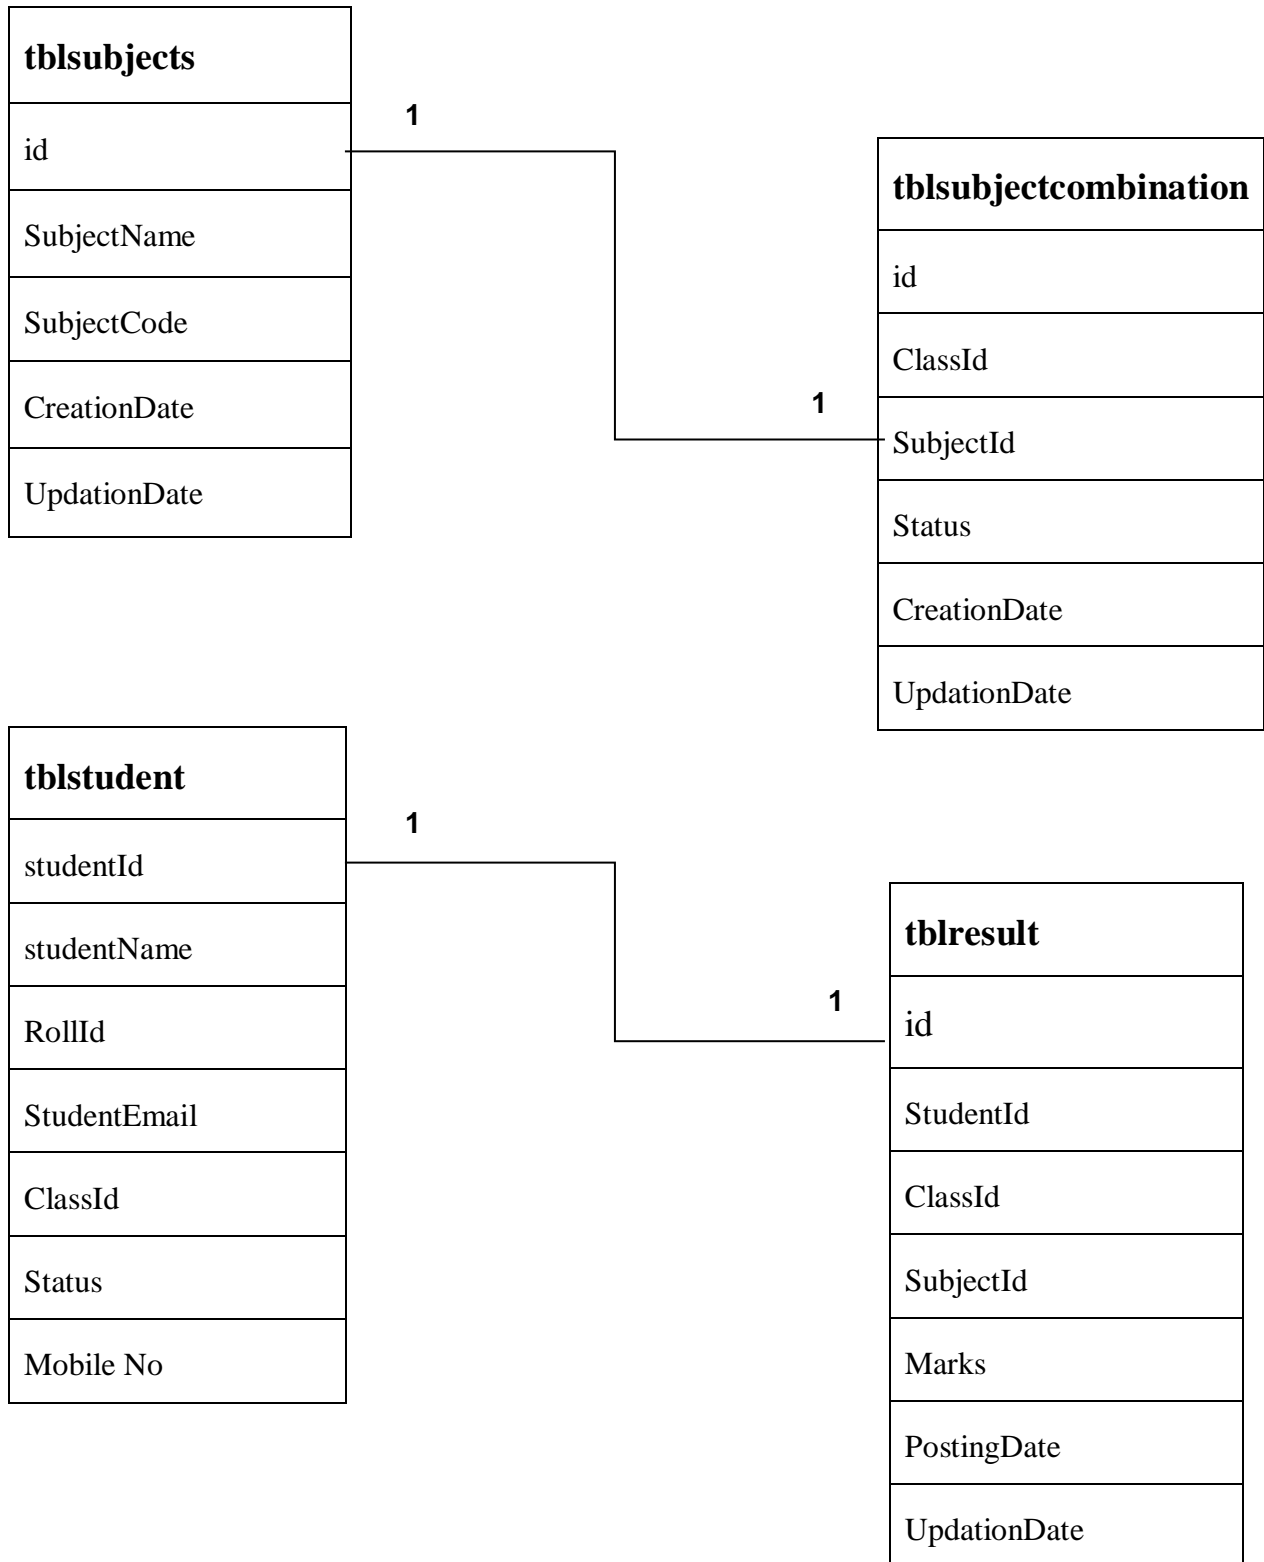 tblsubjects
id
SubjectName
SubjectCode
CreationDate
UpdationDate
1
1
tblsubjectcombination
id
ClassId
SubjectId
Status
CreationDate
UpdationDate
tblstudent
studentId
studentName
RollId
StudentEmail
ClassId
Status
Mobile No
1
1
tblresult
id
StudentId
ClassId
SubjectId
Marks
PostingDate
UpdationDate